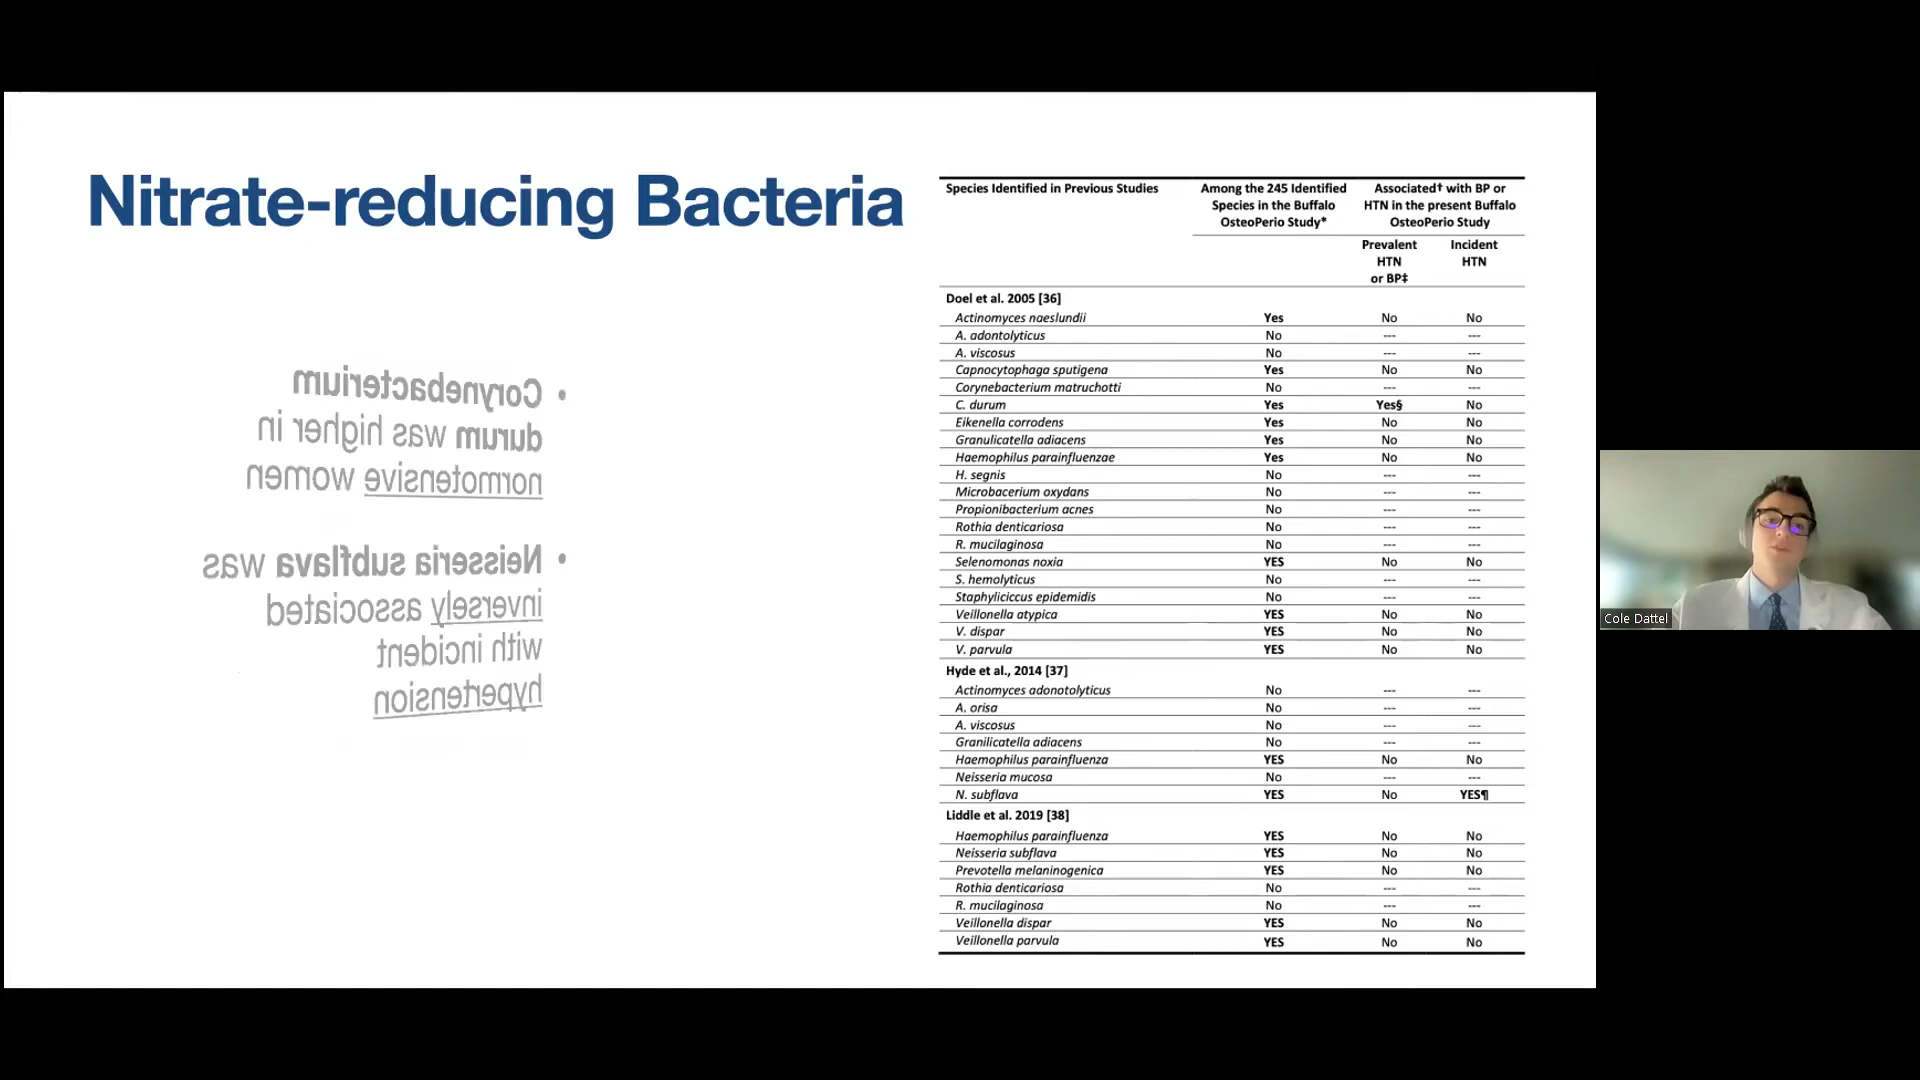 Nitrate-reducing Bacteria
• Corynebacterium
durum was higher in
normotensive women
• Neisseria subflava was
inversely associated
with incident
hypertension
Species Identified in Previous Studies
Among the 245 Identified
Species in the Buffalo
OsteoPerio Study*
Associated† with BP or
HTN in the present Buffalo
OsteoPerio Study
Prevalent
HTN
or BP‡
Incident
HTN
Doel et al. 2005 [36]
Actinomyces naeslundii Yes No No
A. adontolyticus No --- ---
A. viscosus No --- ---
Capnocytophaga sputigena Yes No No
Corynebacterium matruchotti No --- ---
C. durum Yes Yes§ No
Eikenella corrodens Yes No No
Granulicatella adiacens Yes No No
Haemophilus parainfluenzae Yes No No
H. segnis No --- ---
Microbacerium oxydans No --- ---
Propionibacterium acnes No --- ---
Rothia denticariosa No --- ---
R. mucilaginosa No --- ---
Selenomonas noxia YES No No
S. hemolyticus No --- ---
Staphyliciccus epidemidis No --- ---
Veillonella atypica YES No No
V. dispar YES No No
V. parvula YES No No
Hyde et al., 2014 [37]
Actinomyces adonotolyticus No --- ---
A. orisa No --- ---
A. viscosus No --- ---
Granilicatella adiacens No --- ---
Haemophilus parainfluenza YES No No
Neisseria mucosa No --- ---
N. subflava YES No YES¶
Liddle et al. 2019 [38]
Haemophilus parainfluenza YES No No
Neisseria subflava YES No No
Prevotella melaninogenica YES No No
Rothia denticariosa No --- ---
R. mucilaginosa No --- ---
Veillonella dispar YES No No
Veillonella parvula YES No No
Cole Dattel